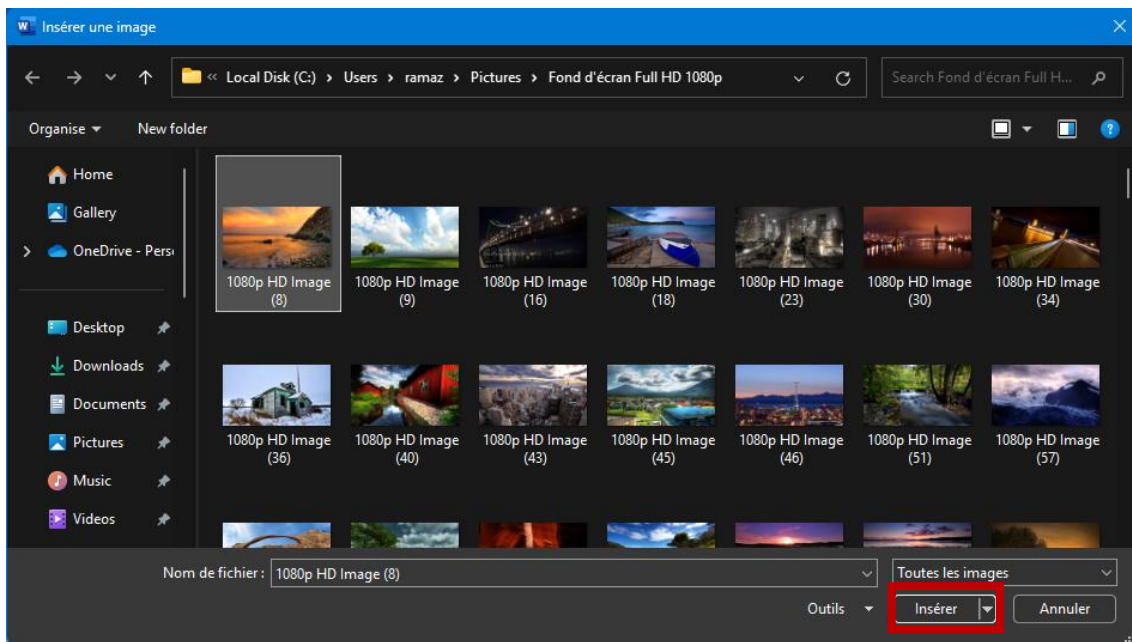 Insérer une image
« Local Disk (C:) › Users › ramaz › Pictures › Fond d'écran Full HD 1080p
Search Fond d'écran Full H...
Organise
New folder
Home
Gallery
OneDrive - Pers
Desktop
Downloads
Documents
Pictures
Music
Videos
1080p HD Image
(8)
1080p HD Image
(9)
1080p HD Image
(16)
1080p HD Image
(18)
1080p HD Image
(23)
1080p HD Image
(30)
1080p HD Image
(34)
1080p HD Image
(36)
1080p HD Image
(40)
1080p HD Image
(43)
1080p HD Image
(45)
1080p HD Image
(46)
1080p HD Image
(51)
1080p HD Image
(57)
Nom de fichier :
1080p HD Image (8)
Toutes les images
Outils
Insérer
Annuler